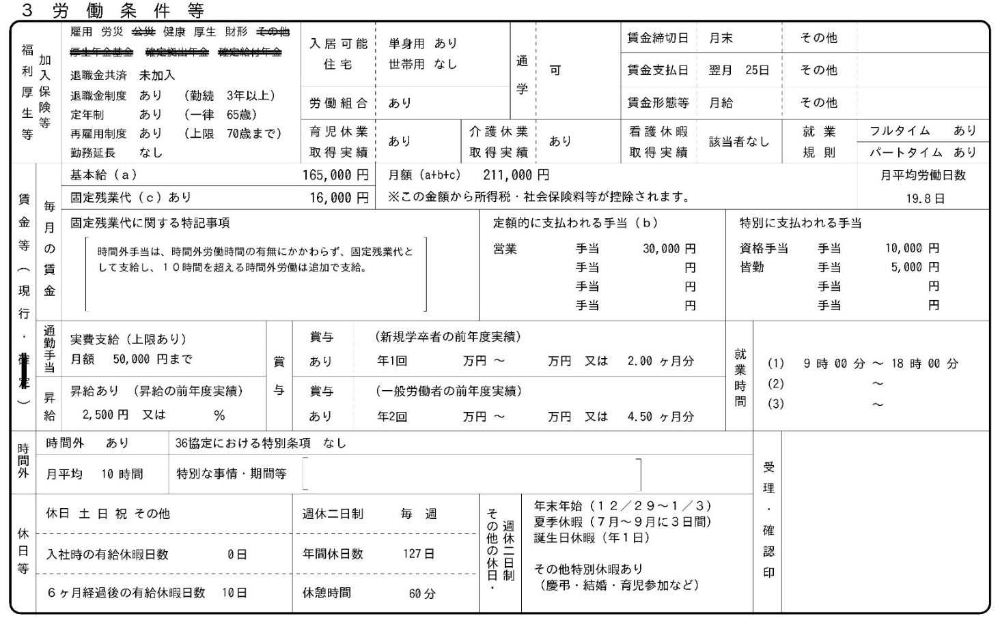 ３ 労 働 条 件 等
福利厚生等
加入保険等
雇用 労災 公災 健康 厚生 財形 その他
厚生年金基金 確定拠出年金 確定給付年金
退職金共済 未加入
退職金制度 あり （勤続 3年以上）
定年制 あり （一律 65歳）
再雇用制度 あり （上限 70歳まで）
勤務延長 なし
入居可能住宅
単身用 あり
世帯用 なし
労働組合 あり
通学 可
賃金締切日 月末 その他
賃金支払日 翌月 25日 その他
賃金形態等 月給 その他
育児休業取得実績 あり
介護休業取得実績 あり
看護休暇取得実績 該当者なし
就業規則
フルタイム あり
パートタイム あり
賃金等（現行・確定）
毎月の賃金
基本給（ａ） 165,000 円
月額（a+b+c） 211,000 円
月平均労働日数
19.8日
固定残業代（ｃ）あり 16,000 円
※この金額から所得税・社会保険料等が控除されます。
固定残業代に関する特記事項
時間外手当は、時間外労働時間の有無にかかわらず、固定残業代と
して支給し、１０時間を超える時間外労働は追加で支給。
定額的に支払われる手当（ｂ）
営業 手当 30,000 円
手当 円
手当 円
手当 円
特別に支払われる手当
資格手当 手当 10,000 円
皆勤 手当 5,000 円
手当 円
手当 円
通勤手当
実費支給（上限あり）
月額 50,000 円まで
昇給
昇給あり （昇給の前年度実績）
2,500 円 又は ％
賞与
賞与 （新規学卒者の前年度実績）
あり 年1回 万円 ～ 万円 又は 2.00 ヶ月分
賞与 （一般労働者の前年度実績）
あり 年2回 万円 ～ 万円 又は 4.50 ヶ月分
就業時間
(1) 9 時 00 分 ～ 18 時 00 分
(2) ～
(3) ～
時間外
時間外 あり
36協定における特別条項 なし
月平均 10 時間
特別な事情・期間等
休日等
休日 土 日 祝 その他
週休二日制 毎 週
入社時の有給休暇日数 0日
年間休日数 127日
６ヶ月経過後の有給休暇日数 10日
休憩時間 60分
週休二日制
その他の休日・
年末年始（１２／２９～１／３）
夏季休暇（７月～９月に３日間）
誕生日休暇（年１日）
その他特別休暇あり
（慶弔・結婚・育児参加など）
受理・確認印